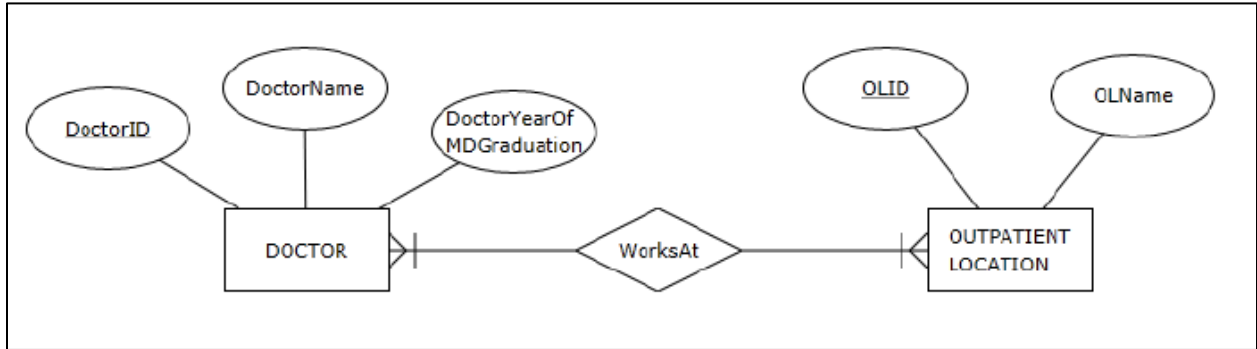 DoctorID
DoctorName
DoctorYearOf
MDGraduation
OLID
OLName
DOCTOR
WorksAt
OUTPATIENT
LOCATION